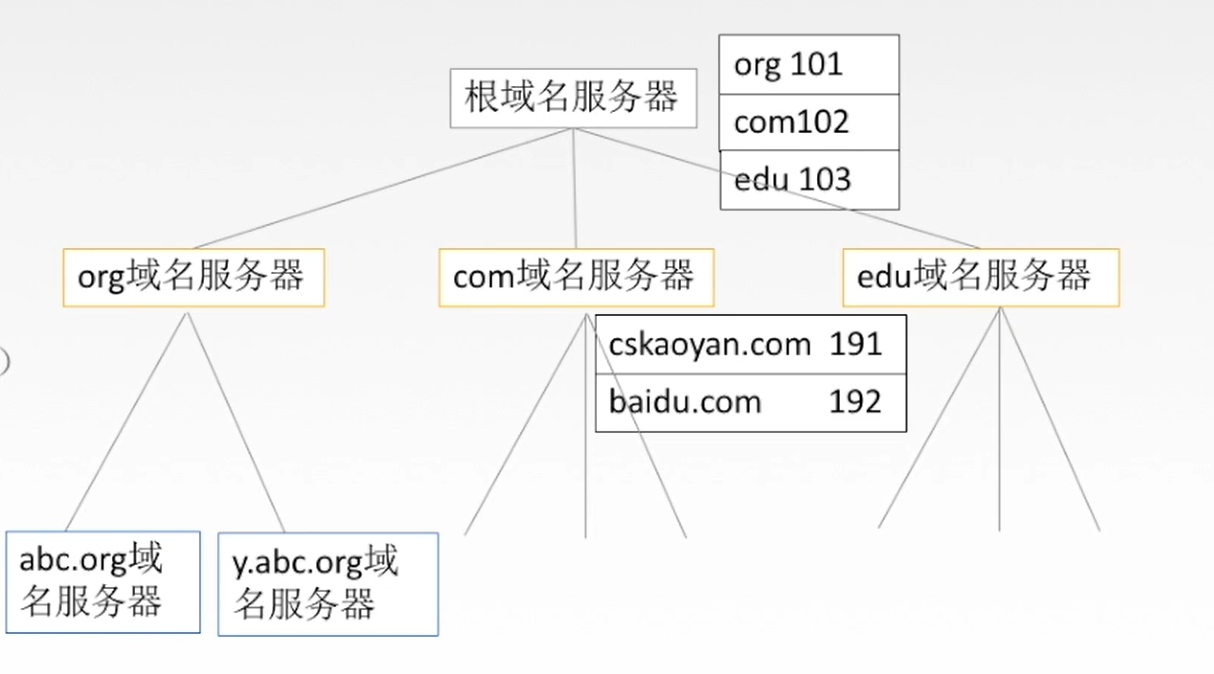 根域名服务器
org 101
com102
edu 103
org域名服务器
com域名服务器
edu域名服务器
cskaoyan.com 191
baidu.com 192
)
abc.org域
名服务器
y.abc.org域
名服务器